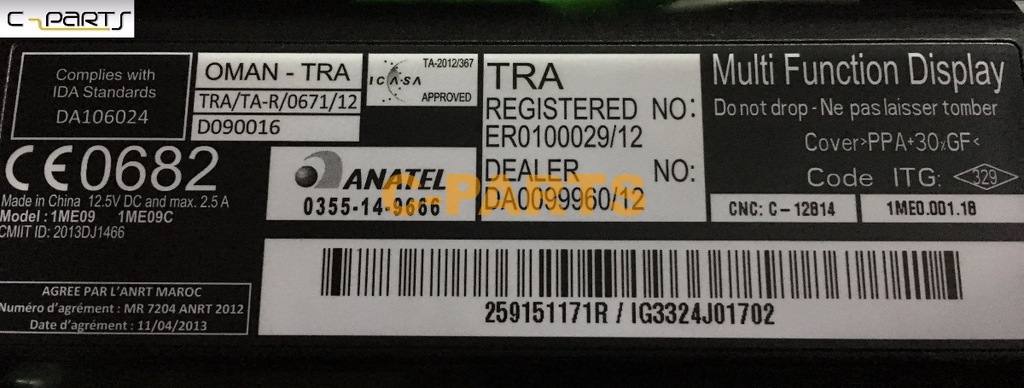 C-PARTS
Complies with
IDA Standards
DA106024
OMAN - TRA
TRA/TA-R/0671/12
D090016
ICASA
TA-2012/367
APPROVED
TRA
REGISTERED NO:
ER0100029/12
DEALER NO:
DA0099960/12
Multi Function Display
Do not drop - Ne pas laisser tomber
Cover>PPA+30%GF<
Code ITG: 329
CNC: C-12814
1ME0.001.18
CE0682
Made in China 12.5V DC and max. 2.5 A
Model: 1ME09 1ME09C
CMIIT ID: 2013DJ1466
ANATEL
0355-14-9666
C-PARTS
AGREE PAR L'ANRT MAROC
Numéro d'agrément : MR 7204 ANRT 2012
Date d'agrément : 11/04/2013
259151171R / IG3324J01702